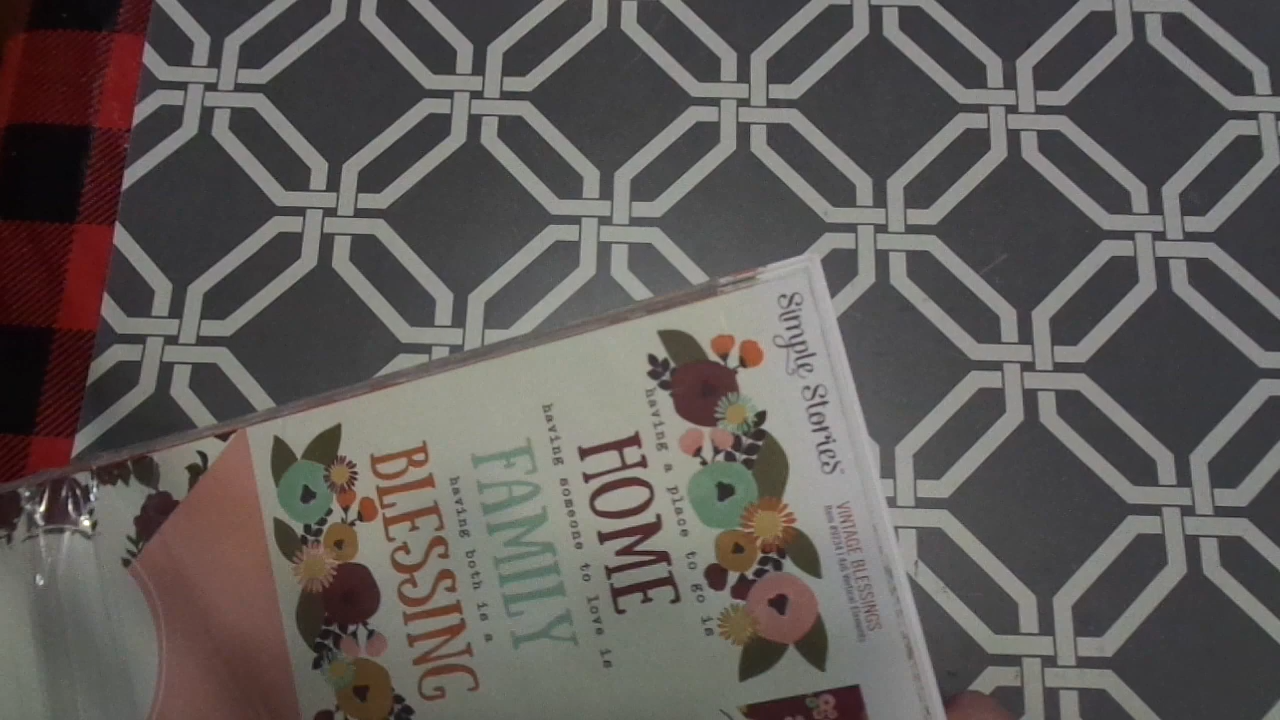 Simple Stories
VINTAGE BLESSINGS
having a place to go is
HOME
having someone to love is
FAMILY
having both is a
BLESSING